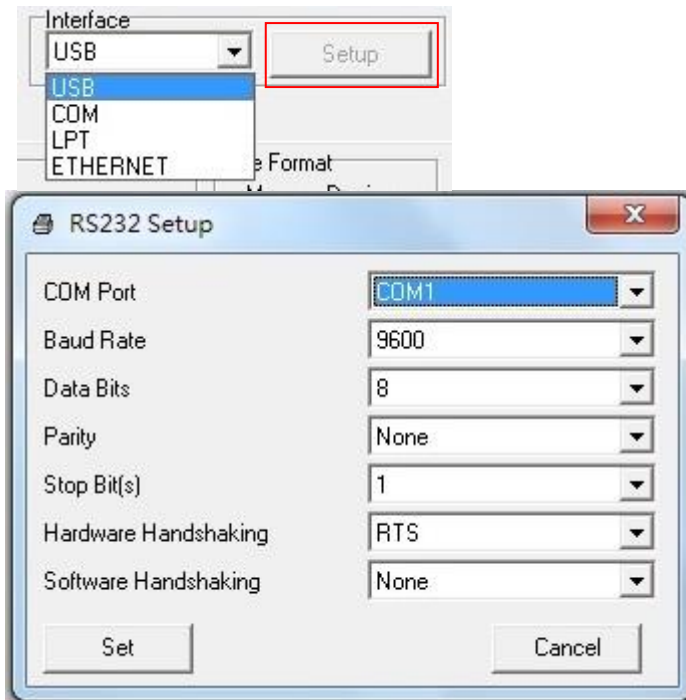 Interface
USB Setup
USB
COM
LPT
ETHERNET
e Format
RS232 Setup
COM Port COM1
Baud Rate 9600
Data Bits 8
Parity None
Stop Bit(s) 1
Hardware Handshaking RTS
Software Handshaking None
Set Cancel